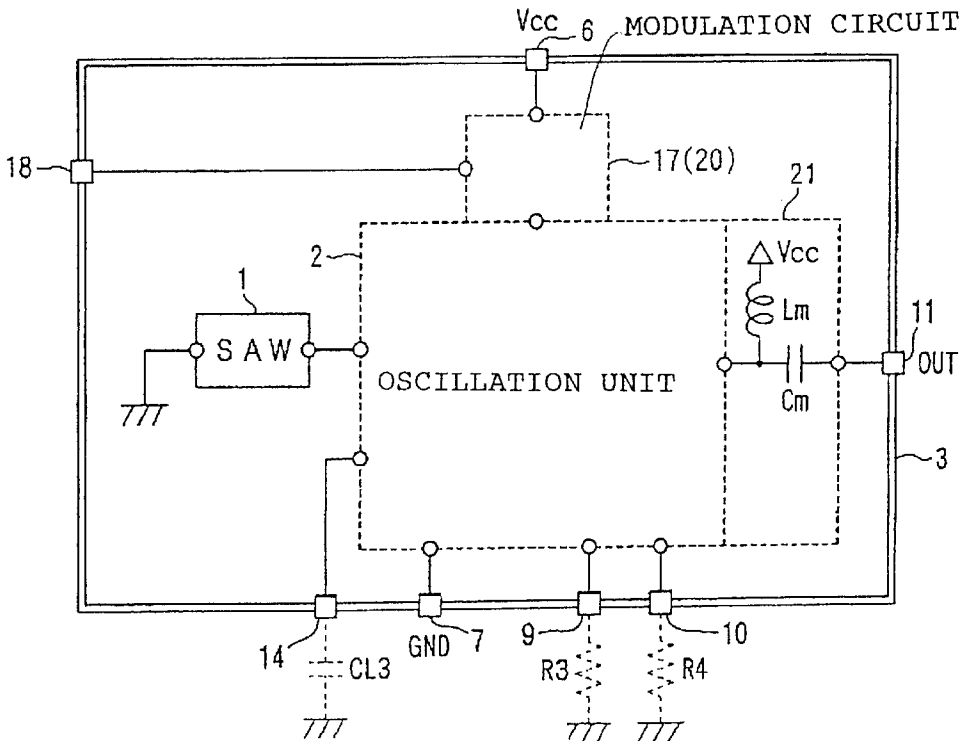 Vcc
6
MODULATION CIRCUIT
18
17(20)
21
2
Vcc
1
Lm
11
SAW
OUT
OSCILLATION UNIT
Cm
3
14
GND
7
9
10
CL3
R3
R4